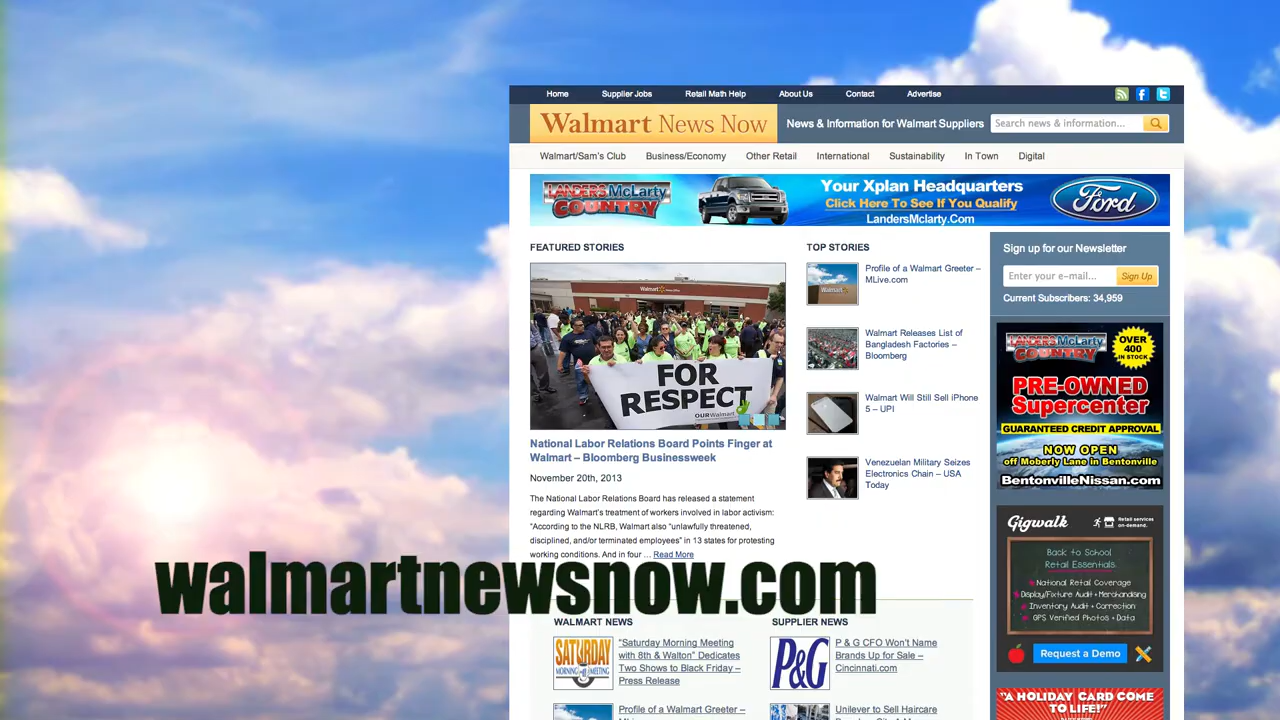 Home Supplier Jobs Retail Math Help About Us Contact Advertise
Walmart News Now
News & Information for Walmart Suppliers
Search news & information...
Walmart/Sam's Club Business/Economy Other Retail International Sustainability In Town Digital
LANDERS McLARTY
COUNTRY
Your Xplan Headquarters
Click Here To See If You Qualify
LandersMclarty.Com
Ford
FEATURED STORIES
Walmart
FOR
RESPECT
OURWalmart
National Labor Relations Board Points Finger at
Walmart – Bloomberg Businessweek
November 20th, 2013
The National Labor Relations Board has released a statement
regarding Walmart's treatment of workers involved in labor activism:
"According to the NLRB, Walmart also "unlawfully threatened,
disciplined, and/or terminated employees" in 13 states for protesting
working conditions. And in four ... Read More
TOP STORIES
Walmart
Profile of a Walmart Greeter –
MLive.com
Walmart Releases List of
Bangladesh Factories –
Bloomberg
Walmart Will Still Sell iPhone
5 – UPI
Venezuelan Military Seizes
Electronics Chain – USA
Today
Sign up for our Newsletter
Enter your e-mail... Sign Up
Current Subscribers: 34,959
LANDERS McLARTY
COUNTRY
OVER
400
IN STOCK
PRE-OWNED
Supercenter
GUARANTEED CREDIT APPROVAL
NOW OPEN
off Moberly Lane in Bentonville
BentonvilleNissan.com
Gigwalk
Retail services
on-demand.
Back to School
Retail Essentials
National Retail Coverage
Display/Fixture Audit + Merchandising
Inventory Audit + Correction
GPS Verified Photos + Data
Request a Demo
"A HOLIDAY CARD COME
TO LIFE!"
walmartnewsnow.com
WALMART NEWS
SATURDAY
MORNING MEETING
"Saturday Morning Meeting
with 8th & Walton" Dedicates
Two Shows to Black Friday –
Press Release
Profile of a Walmart Greeter –
SUPPLIER NEWS
P&G
P & G CFO Won't Name
Brands Up for Sale –
Cincinnati.com
Unilever to Sell Haircare